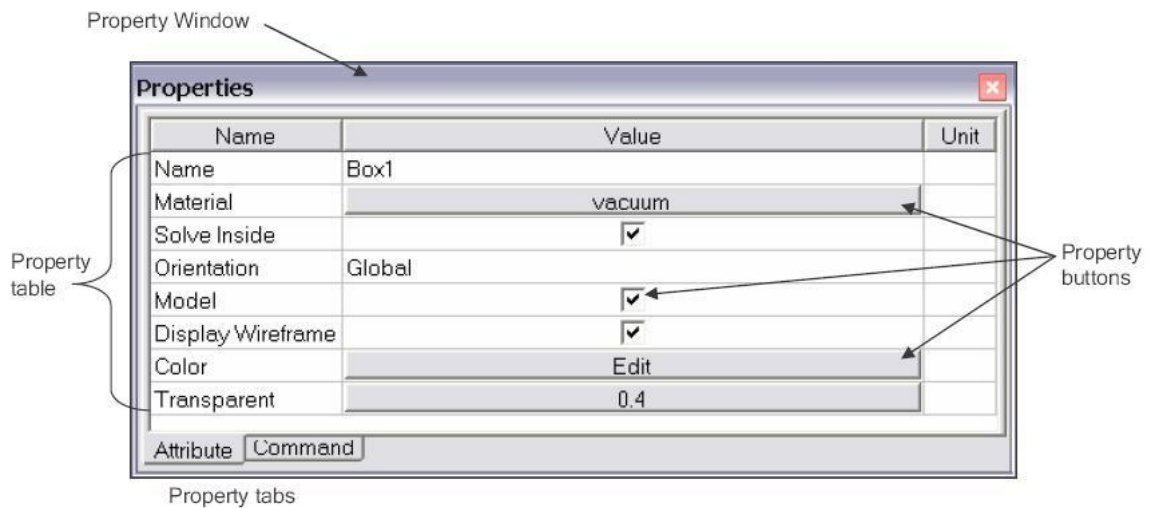 Property Window
Properties
Name Value Unit
Name Box1
Material vacuum
Solve Inside
Orientation Global
Model
Display Wireframe
Color Edit
Transparent 0.4
Attribute Command
Property tabs
Property
table
Property
buttons